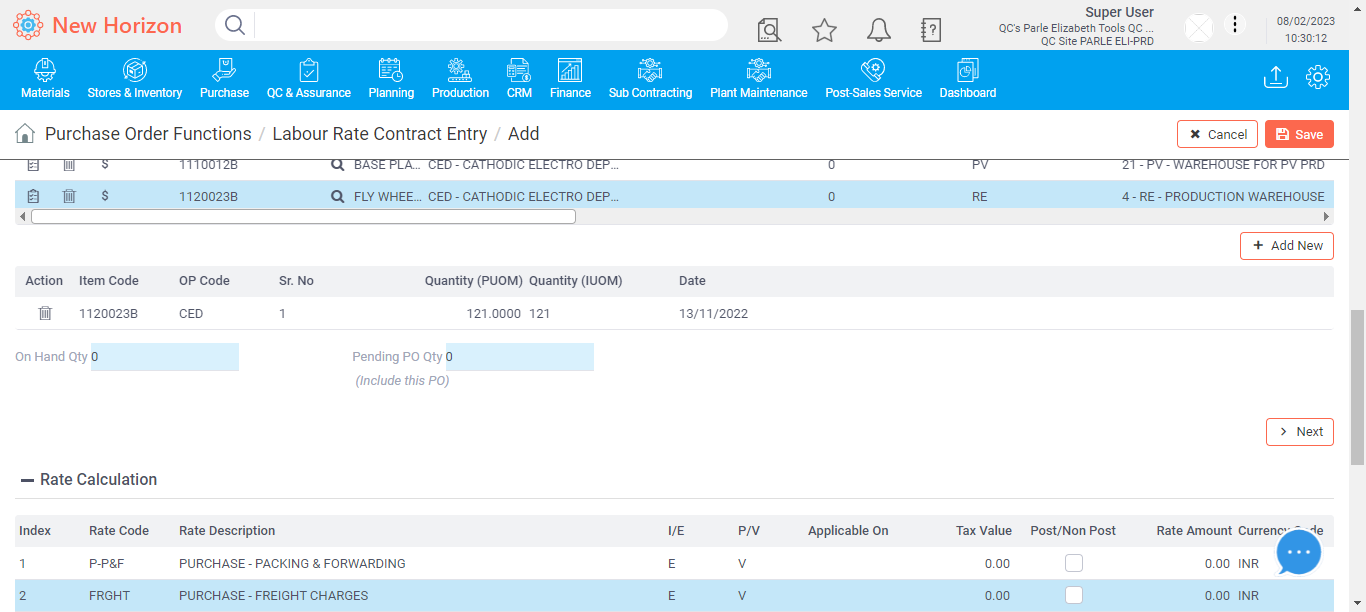 New Horizon
Super User
QC's Parle Elizabeth Tools QC ...
QC Site PARLE ELI-PRD
08/02/2023
10:30:12
Materials Stores & Inventory Purchase QC & Assurance Planning Production CRM Finance Sub Contracting Plant Maintenance Post-Sales Service Dashboard
Purchase Order Functions / Labour Rate Contract Entry / Add
Cancel Save
$ 1110012B BASE PLA... CED - CATHODIC ELECTRO DEP... 0 PV 21 - PV - WAREHOUSE FOR PV PRD
$ 1120023B FLY WHEE... CED - CATHODIC ELECTRO DEP... 0 RE 4 - RE - PRODUCTION WAREHOUSE
+ Add New
Action Item Code OP Code Sr. No Quantity (PUOM) Quantity (IUOM) Date
1120023B CED 1 121.0000 121 13/11/2022
On Hand Qty 0 Pending PO Qty 0
(Include this PO)
Next
Rate Calculation
Index Rate Code Rate Description I/E P/V Applicable On Tax Value Post/Non Post Rate Amount Currency Code
1 P-P&F PURCHASE - PACKING & FORWARDING E V 0.00 0.00 INR
2 FRGHT PURCHASE - FREIGHT CHARGES E V 0.00 0.00 INR